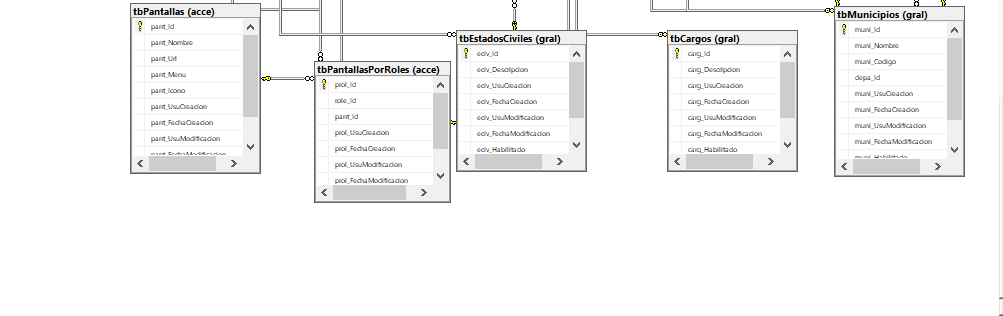 tbPantallas (acce)
pant_Id
pant_Nombre
pant_Url
pant_Menu
pant_Icono
pant_UsuCreacion
pant_FechaCreacion
pant_UsuModificacion
pant_FechaModificacion
tbPantallasPorRoles (acce)
prol_Id
role_Id
pant_Id
prol_UsuCreacion
prol_FechaCreacion
prol_UsuModificacion
prol_FechaModificacion
tbEstadosCiviles (gral)
eciv_Id
eciv_Descripcion
eciv_UsuCreacion
eciv_FechaCreacion
eciv_UsuModificacion
eciv_FechaModificacion
eciv_Habilitado
tbCargos (gral)
carg_Id
carg_Descripcion
carg_UsuCreacion
carg_FechaCreacion
carg_UsuModificacion
carg_FechaModificacion
carg_Habilitado
tbMunicipios (gral)
muni_Id
muni_Nombre
muni_Codigo
depa_Id
muni_UsuCreacion
muni_FechaCreacion
muni_UsuModificacion
muni_FechaModificacion
muni_Habilitado